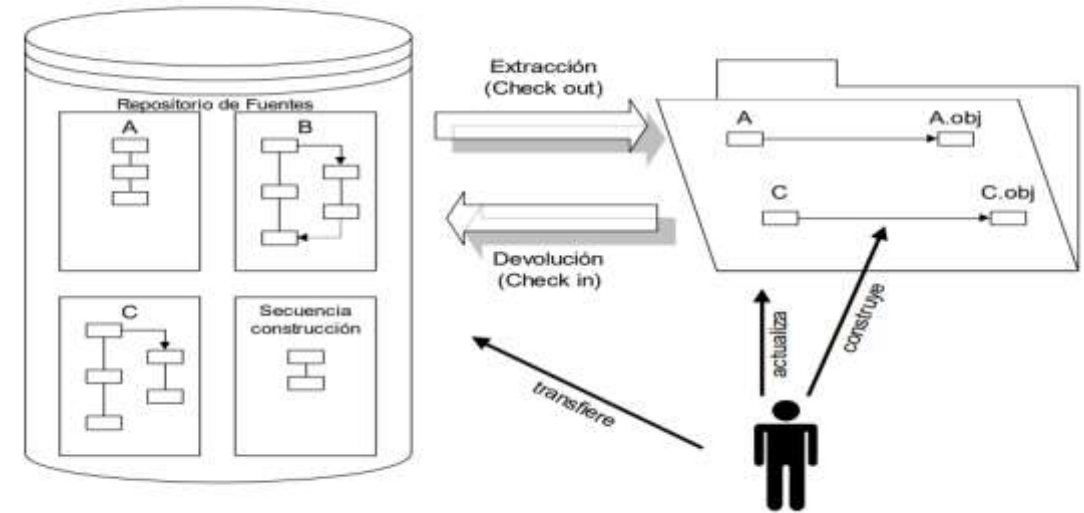 Repositorio de Fuentes
A
B
C
Secuencia
construcción
Extracción
(Check out)
Devolución
(Check in)
A
A.obj
C
C.obj
transfiere
actualiza
construye